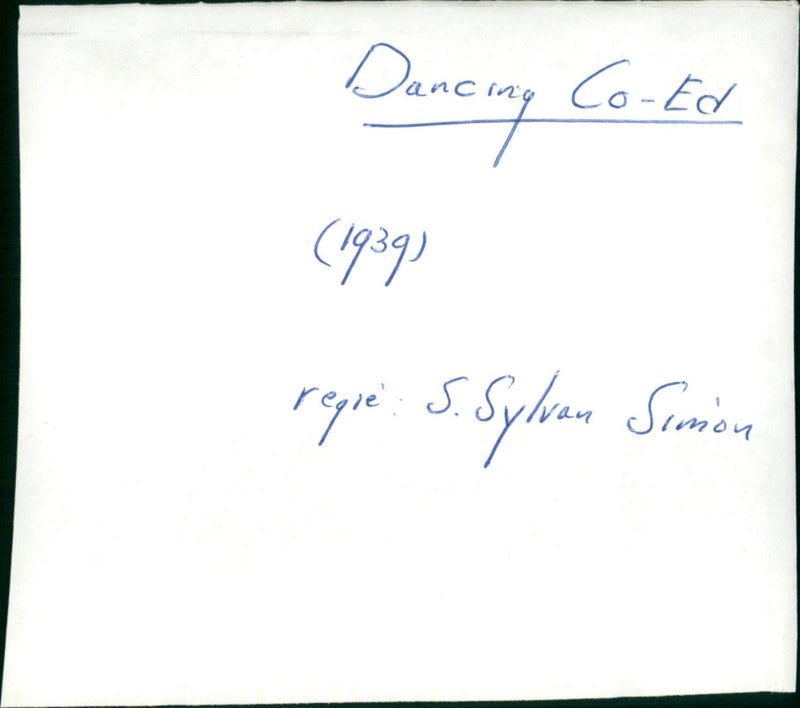 Dancing Co-Ed
(1939)
regie: S. Sylvan Simon